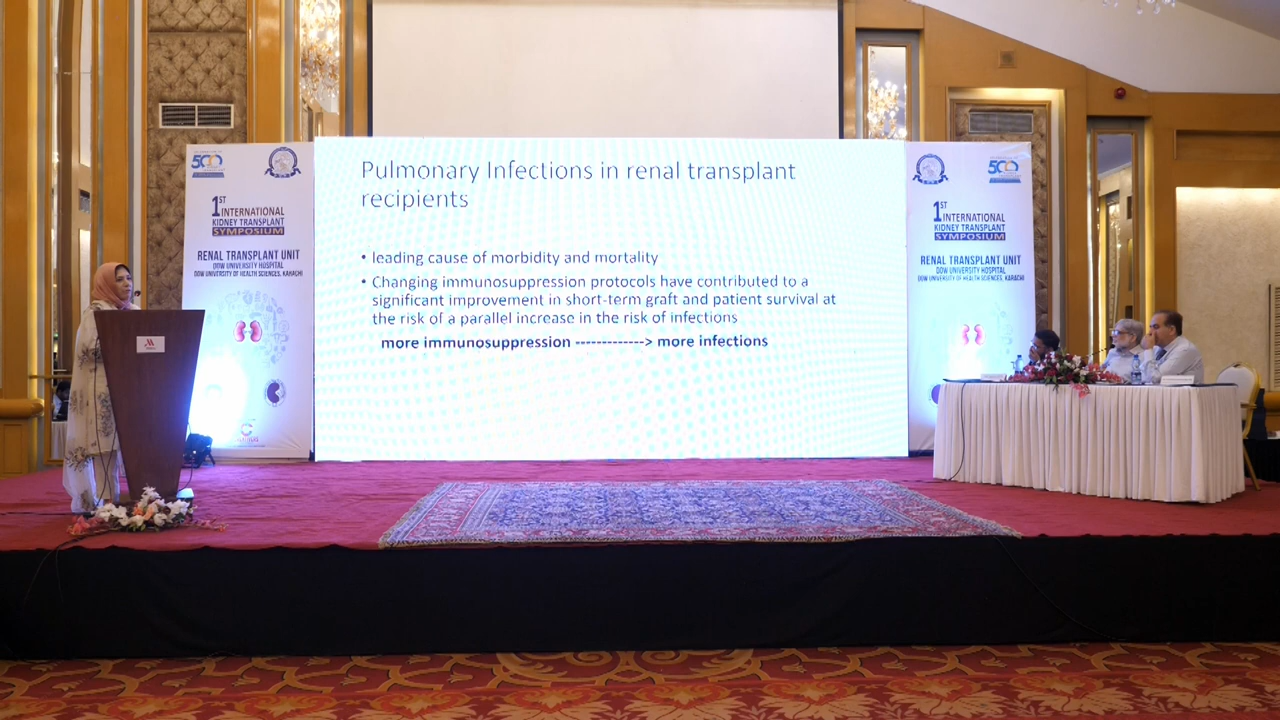 500
1ST
INTERNATIONAL
KIDNEY TRANSPLANT
SYMPOSIUM
RENAL TRANSPLANT UNIT
DOW UNIVERSITY HOSPITAL
DOW UNIVERSITY OF HEALTH SCIENCES, KARACHI
Pulmonary Infections in renal transplant
recipients
• leading cause of morbidity and mortality
• Changing immunosuppression protocols have contributed to a
significant improvement in short-term graft and patient survival at
the risk of a parallel increase in the risk of infections
more immunosuppression -------------> more infections
500
1ST
INTERNATIONAL
KIDNEY TRANSPLANT
SYMPOSIUM
RENAL TRANSPLANT UNIT
DOW UNIVERSITY HOSPITAL
DOW UNIVERSITY OF HEALTH SCIENCES, KARACHI